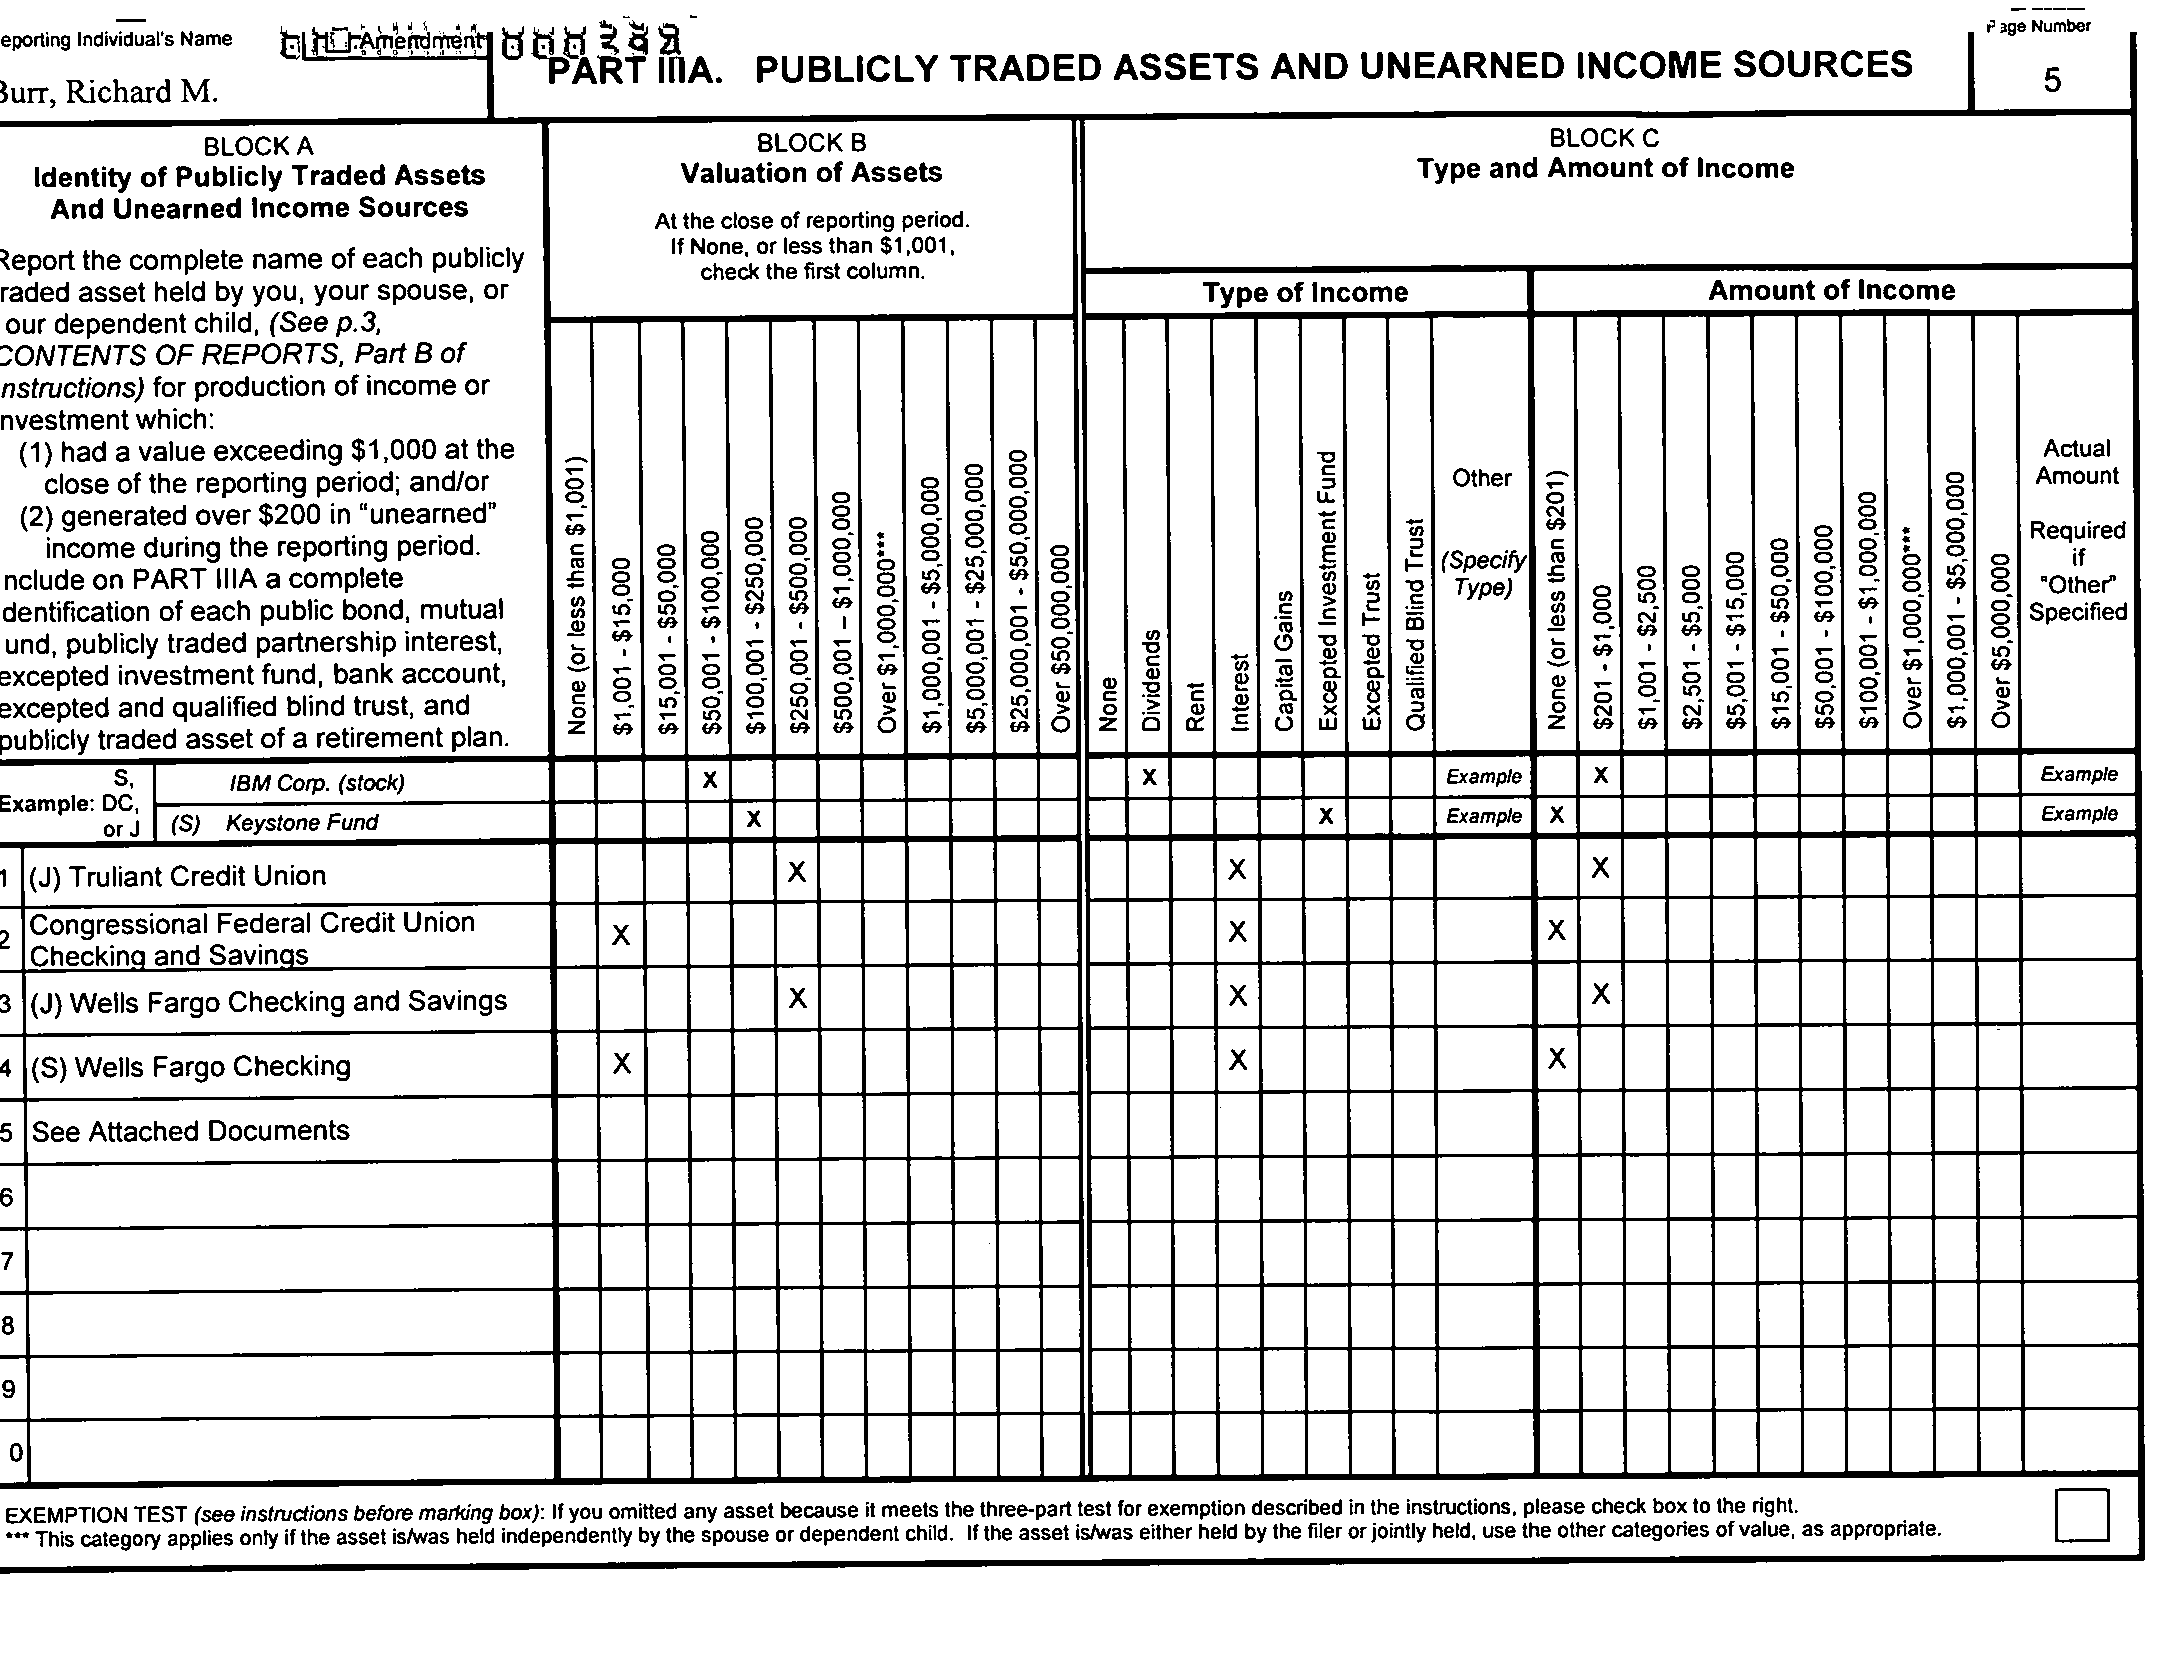 eporting Individual's Name
Amendment
Burr, Richard M.
PART IIIA. PUBLICLY TRADED ASSETS AND UNEARNED INCOME SOURCES
Page Number
5
BLOCK A
Identity of Publicly Traded Assets
And Unearned Income Sources
Report the complete name of each publicly
raded asset held by you, your spouse, or
our dependent child, (See p.3,
CONTENTS OF REPORTS, Part B of
nstructions) for production of income or
nvestment which:
(1) had a value exceeding $1,000 at the
close of the reporting period; and/or
(2) generated over $200 in "unearned"
income during the reporting period.
nclude on PART IIIA a complete
dentification of each public bond, mutual
und, publicly traded partnership interest,
excepted investment fund, bank account,
excepted and qualified blind trust, and
publicly traded asset of a retirement plan.
BLOCK B
Valuation of Assets
At the close of reporting period.
If None, or less than $1,001,
check the first column.
BLOCK C
Type and Amount of Income
Type of Income
Amount of Income
None (or less than $1,001)
$1,001 - $15,000
$15,001 - $50,000
$50,001 - $100,000
$100,001 - $250,000
$250,001 - $500,000
$500,001 – $1,000,000
Over $1,000,000***
$1,000,001 - $5,000,000
$5,000,001 - $25,000,000
$25,000,001 - $50,000,000
Over $50,000,000
None
Dividends
Rent
Interest
Capital Gains
Excepted Investment Fund
Excepted Trust
Qualified Blind Trust
Other
(Specify
Type)
None (or less than $201)
$201 - $1,000
$1,001 - $2,500
$2,501 - $5,000
$5,001 - $15,000
$15,001 - $50,000
$50,001 - $100,000
$100,001 - $1,000,000
Over $1,000,000***
$1,000,001 - $5,000,000
Over $5,000,000
Actual
Amount
Required
if
"Other"
Specified
Example: S,
DC,
or J
IBM Corp. (stock) X X Example X Example
(S) Keystone Fund X X Example X Example
1 (J) Truliant Credit Union X X X
2 Congressional Federal Credit Union
Checking and Savings X X X
3 (J) Wells Fargo Checking and Savings X X X
4 (S) Wells Fargo Checking X X X
5 See Attached Documents
6
7
8
9
0
EXEMPTION TEST (see instructions before marking box): If you omitted any asset because it meets the three-part test for exemption described in the instructions, please check box to the right.
*** This category applies only if the asset is/was held independently by the spouse or dependent child. If the asset is/was either held by the filer or jointly held, use the other categories of value, as appropriate.